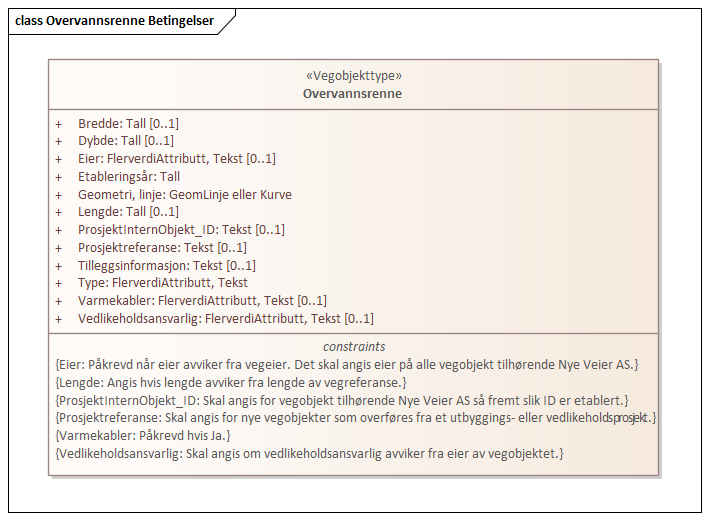 class Overvannsrenne Betingelser
«Vegobjekttype»
Overvannsrenne
+ Bredde: Tall [0..1]
+ Dybde: Tall [0..1]
+ Eier: FlerverdiAttributt, Tekst [0..1]
+ Etableringsår: Tall
+ Geometri, linje: GeomLinje eller Kurve
+ Lengde: Tall [0..1]
+ ProsjektInternObjekt_ID: Tekst [0..1]
+ Prosjektreferanse: Tekst [0..1]
+ Tilleggsinformasjon: Tekst [0..1]
+ Type: FlerverdiAttributt, Tekst
+ Varmekabler: FlerverdiAttributt, Tekst [0..1]
+ Vedlikeholdsansvarlig: FlerverdiAttributt, Tekst [0..1]
constraints
{Eier: Påkrevd når eier avviker fra vegeier. Det skal angis eier på alle vegobjekt tilhørende Nye Veier AS.}
{Lengde: Angis hvis lengde avviker fra lengde av vegreferanse.}
{ProsjektInternObjekt_ID: Skal angis for vegobjekt tilhørende Nye Veier AS så fremt slik ID er etablert.}
{Prosjektreferanse: Skal angis for nye vegobjekter som overføres fra et utbyggings- eller vedlikeholdsprosjekt.}
{Varmekabler: Påkrevd hvis Ja.}
{Vedlikeholdsansvarlig: Skal angis om vedlikeholdsansvarlig avviker fra eier av vegobjektet.}